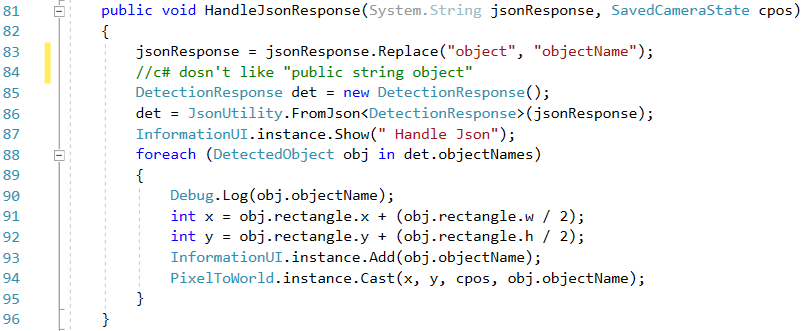 81 public void HandleJsonResponse(System.String jsonResponse, SavedCameraState cpos)
82 {
83 jsonResponse = jsonResponse.Replace("object", "objectName");
84 //c# dosn't like "public string object"
85 DetectionResponse det = new DetectionResponse();
86 det = JsonUtility.FromJson<DetectionResponse>(jsonResponse);
87 InformationUI.instance.Show(" Handle Json");
88 foreach (DetectedObject obj in det.objectNames)
89 {
90 Debug.Log(obj.objectName);
91 int x = obj.rectangle.x + (obj.rectangle.w / 2);
92 int y = obj.rectangle.y + (obj.rectangle.h / 2);
93 InformationUI.instance.Add(obj.objectName);
94 PixelToWorld.instance.Cast(x, y, cpos, obj.objectName);
95 }
96 }